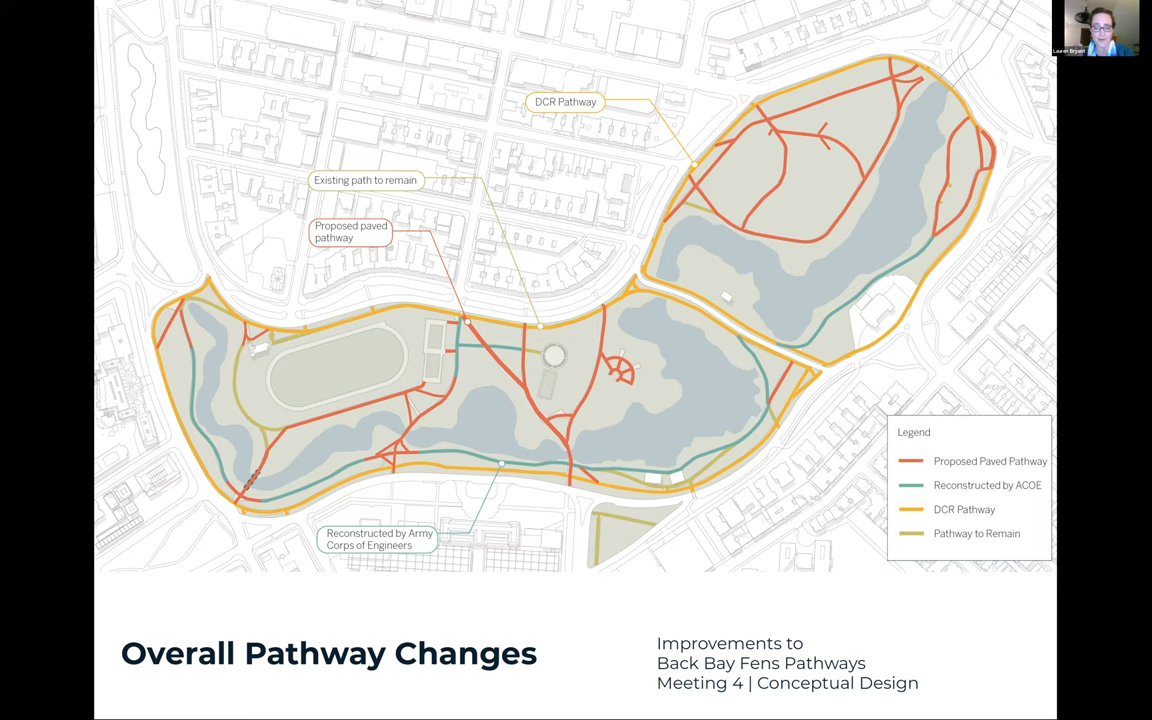 Lauren Bryant
DCR Pathway
Existing path to remain
Proposed paved
pathway
Reconstructed by Army
Corps of Engineers
Legend
Proposed Paved Pathway
Reconstructed by ACOE
DCR Pathway
Pathway to Remain
Overall Pathway Changes
Improvements to
Back Bay Fens Pathways
Meeting 4 | Conceptual Design